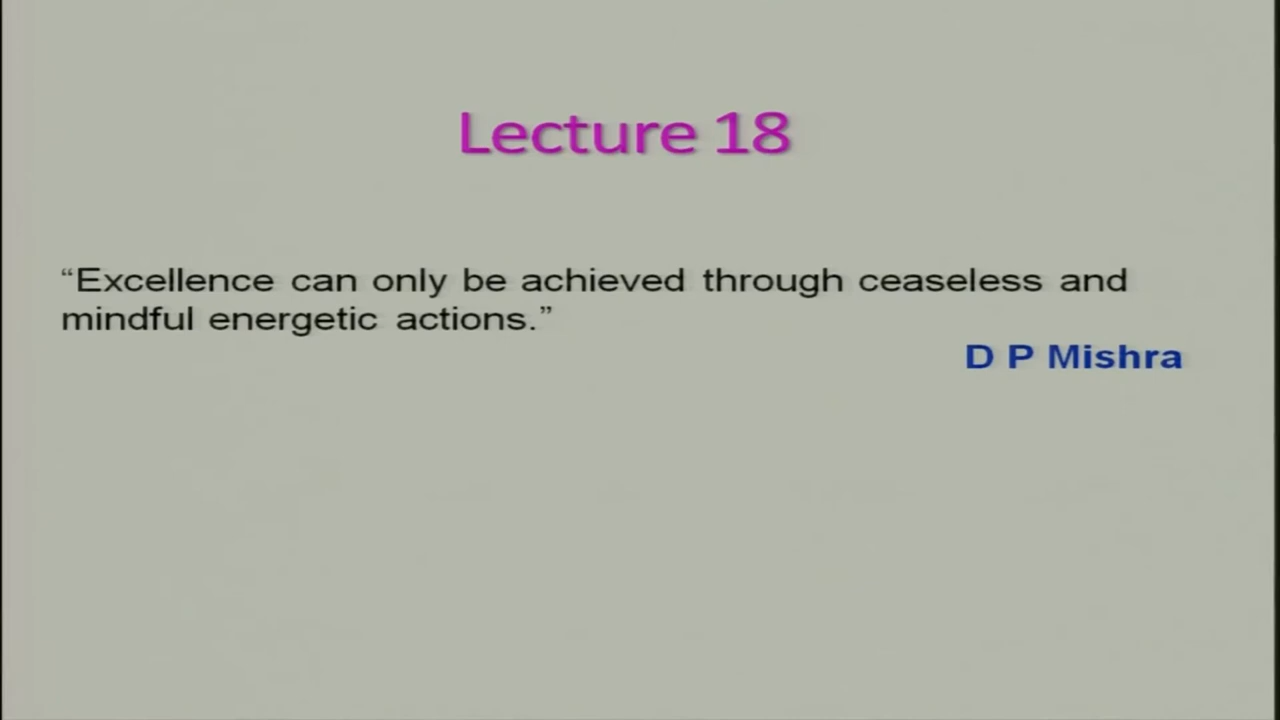 Lecture 18
“Excellence can only be achieved through ceaseless and
mindful energetic actions.”
D P Mishra